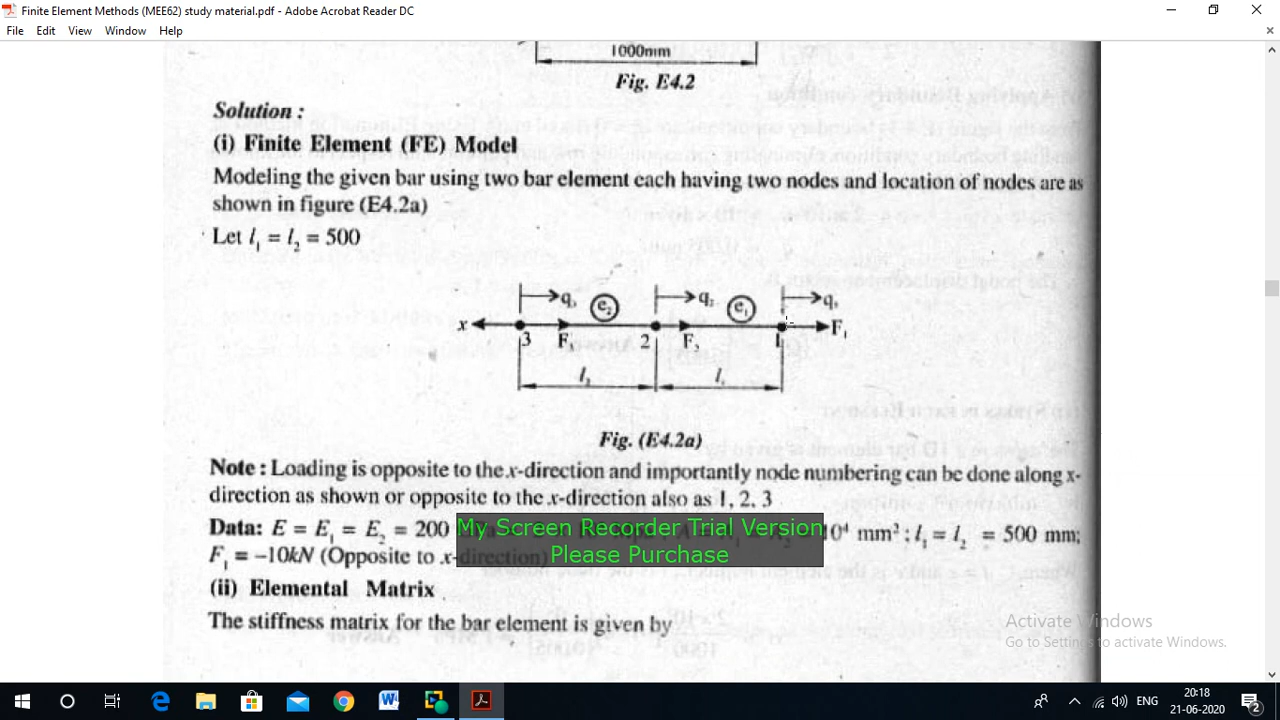 Finite Element Methods (MEE62) study material.pdf - Adobe Acrobat Reader DC
File Edit View Window Help
1000mm
Fig. E4.2
Solution :
(i) Finite Element (FE) Model
Modeling the given bar using two bar element each having two nodes and location of nodes are as
shown in figure (E4.2a)
Let l₁ = l₂ = 500
q₃ e₂ q₂ e₁ q₁
x 3 F 2 F₂ 1 F₁
l₂ l₁
Fig. (E4.2a)
Note : Loading is opposite to the x-direction and importantly node numbering can be done along x-
direction as shown or opposite to the x-direction also as 1, 2, 3
Data: E = E₁ = E₂ = 200 10⁴ mm² ; l₁ = l₂ = 500 mm;
F₁ = –10kN (Opposite to x-direction)
My Screen Recorder Trial Version
Please Purchase
(ii) Elemental Matrix
The stiffness matrix for the bar element is given by
Activate Windows
Go to Settings to activate Windows.
ENG
20:18
21-06-2020
2